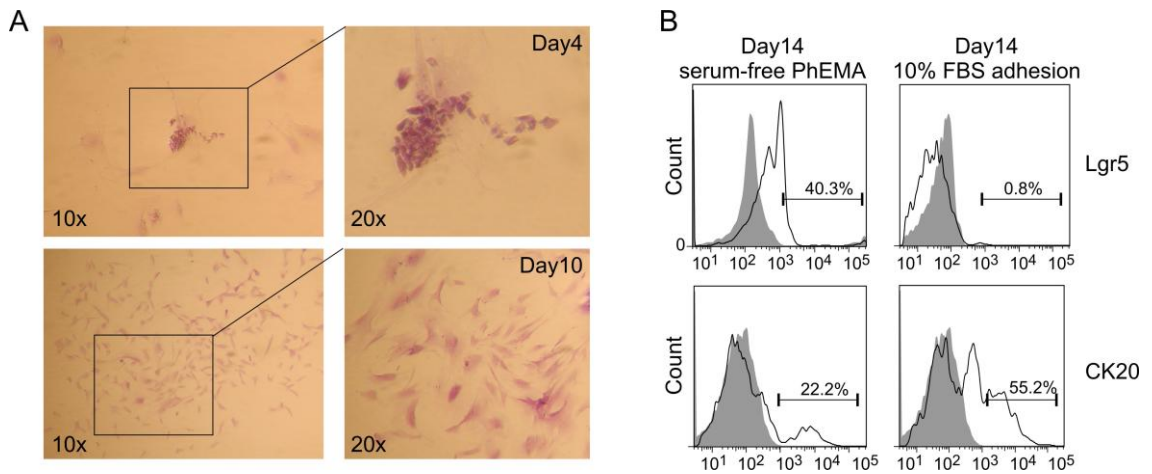 A
Day4
10x
20x
Day10
10x
20x
B
Day14
serum-free PhEMA
Day14
10% FBS adhesion
Count
40.3%
0
10¹ 10² 10³ 10⁴ 10⁵
0.8%
10¹ 10² 10³ 10⁴ 10⁵
Lgr5
Count
22.2%
10¹ 10² 10³ 10⁴ 10⁵
55.2%
10¹ 10² 10³ 10⁴ 10⁵
CK20